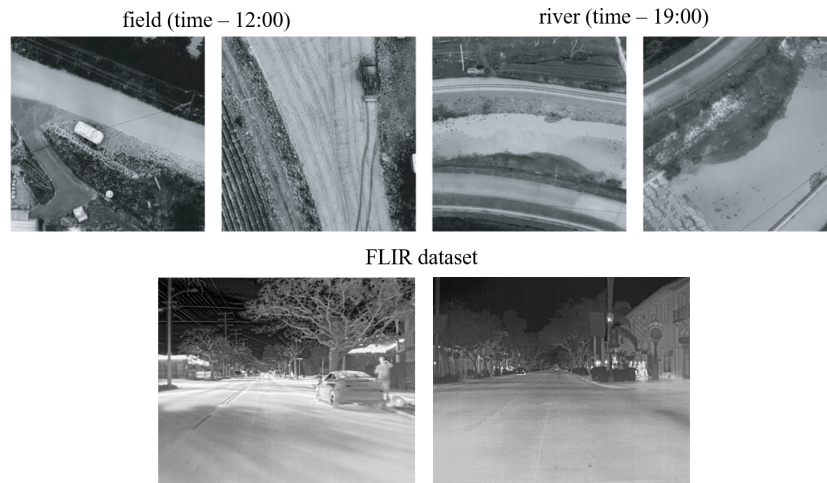 field (time – 12:00)
river (time – 19:00)
FLIR dataset